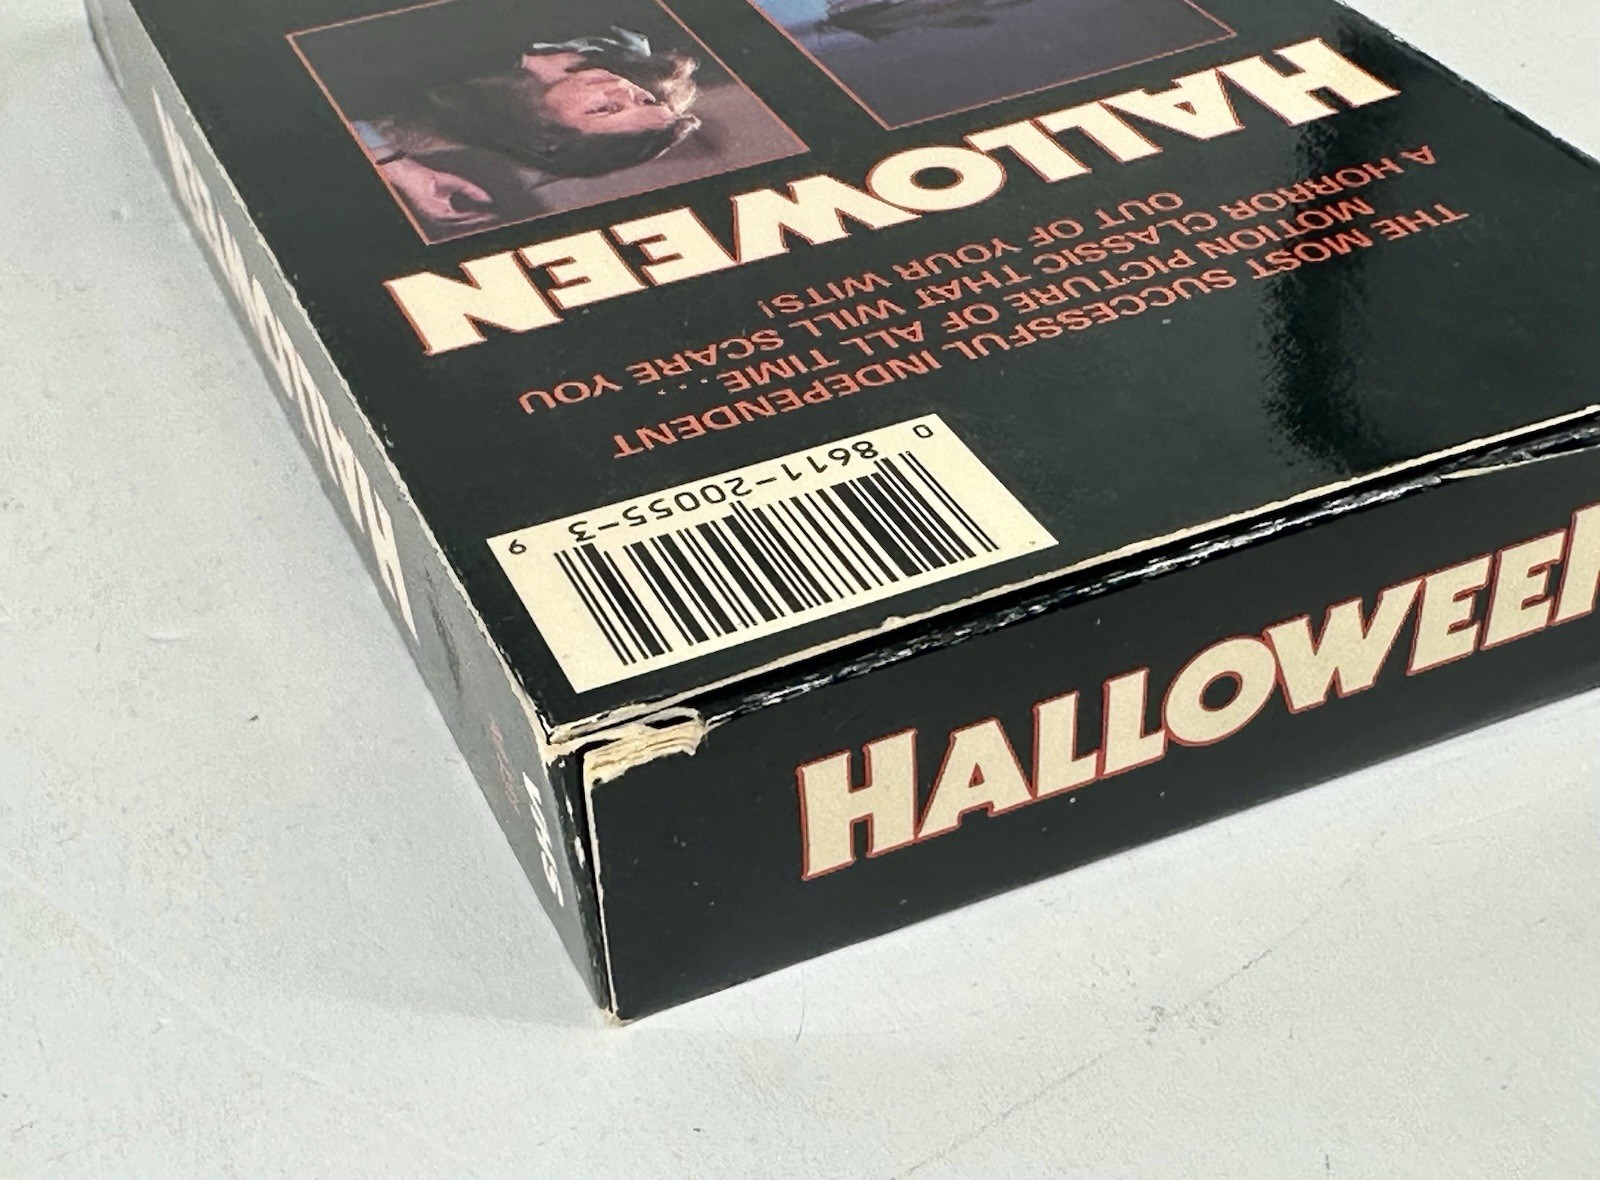 0 8611-20055-3 9
THE MOST SUCCESSFUL INDEPENDENT
MOTION PICTURE OF ALL TIME...
A HORROR CLASSIC THAT WILL SCARE YOU
OUT OF YOUR WITS!
HALLOWEEN
HALLOWEEN
HALLOWEEN
VHS